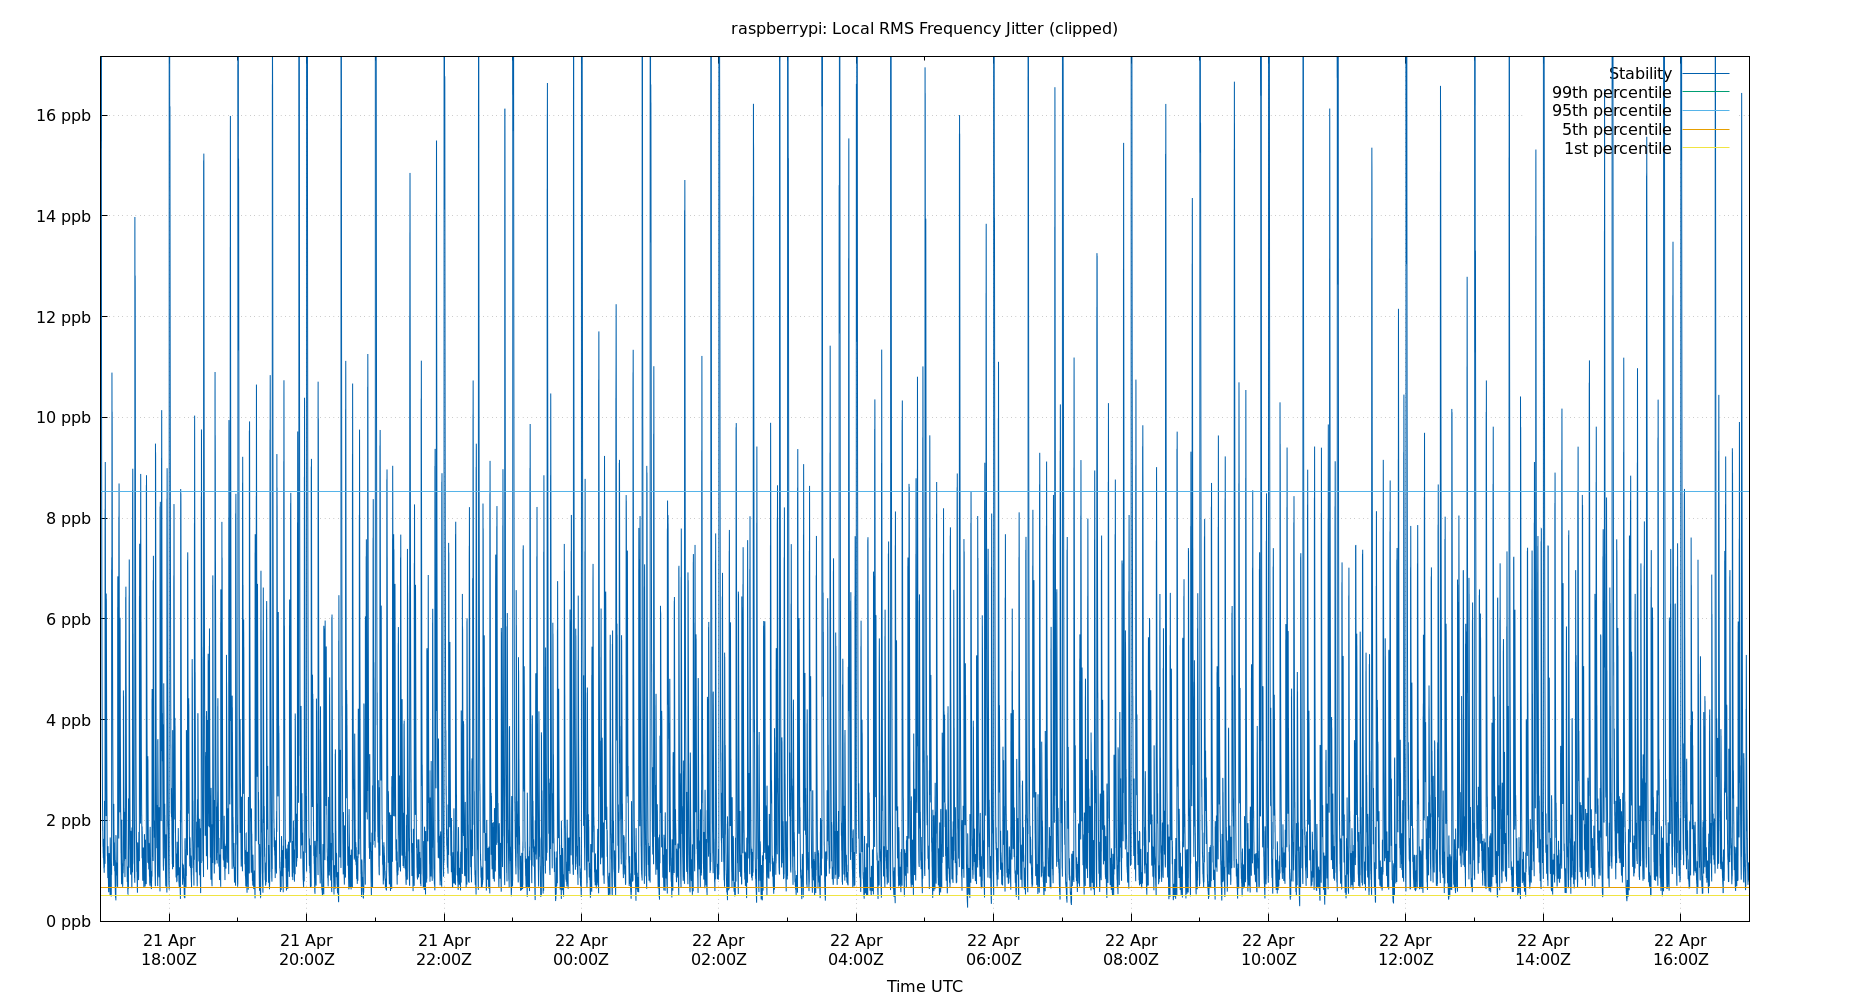 raspberrypi: Local RMS Frequency Jitter (clipped)
Stability
99th percentile
95th percentile
5th percentile
1st percentile
16 ppb
14 ppb
12 ppb
10 ppb
8 ppb
6 ppb
4 ppb
2 ppb
0 ppb
21 Apr
18:00Z
21 Apr
20:00Z
21 Apr
22:00Z
22 Apr
00:00Z
22 Apr
02:00Z
22 Apr
04:00Z
22 Apr
06:00Z
22 Apr
08:00Z
22 Apr
10:00Z
22 Apr
12:00Z
22 Apr
14:00Z
22 Apr
16:00Z
Time UTC